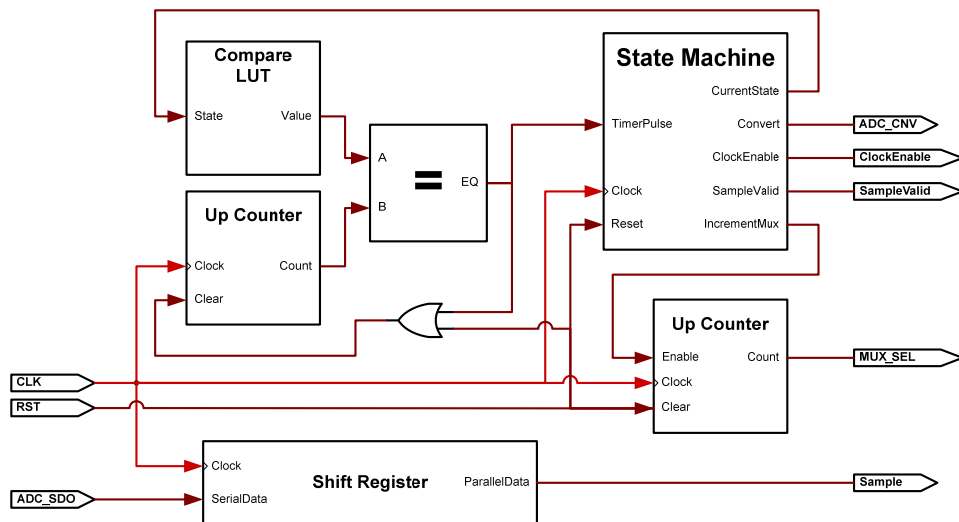 Compare
LUT
State
Value
State Machine
CurrentState
TimerPulse
Convert
ClockEnable
Clock
SampleValid
Reset
IncrementMux
ADC_CNV
ClockEnable
SampleValid
A
=
EQ
B
Up Counter
Clock
Count
Clear
Up Counter
Enable
Count
Clock
Clear
MUX_SEL
CLK
RST
Clock
Shift Register
ParallelData
SerialData
ADC_SDO
Sample